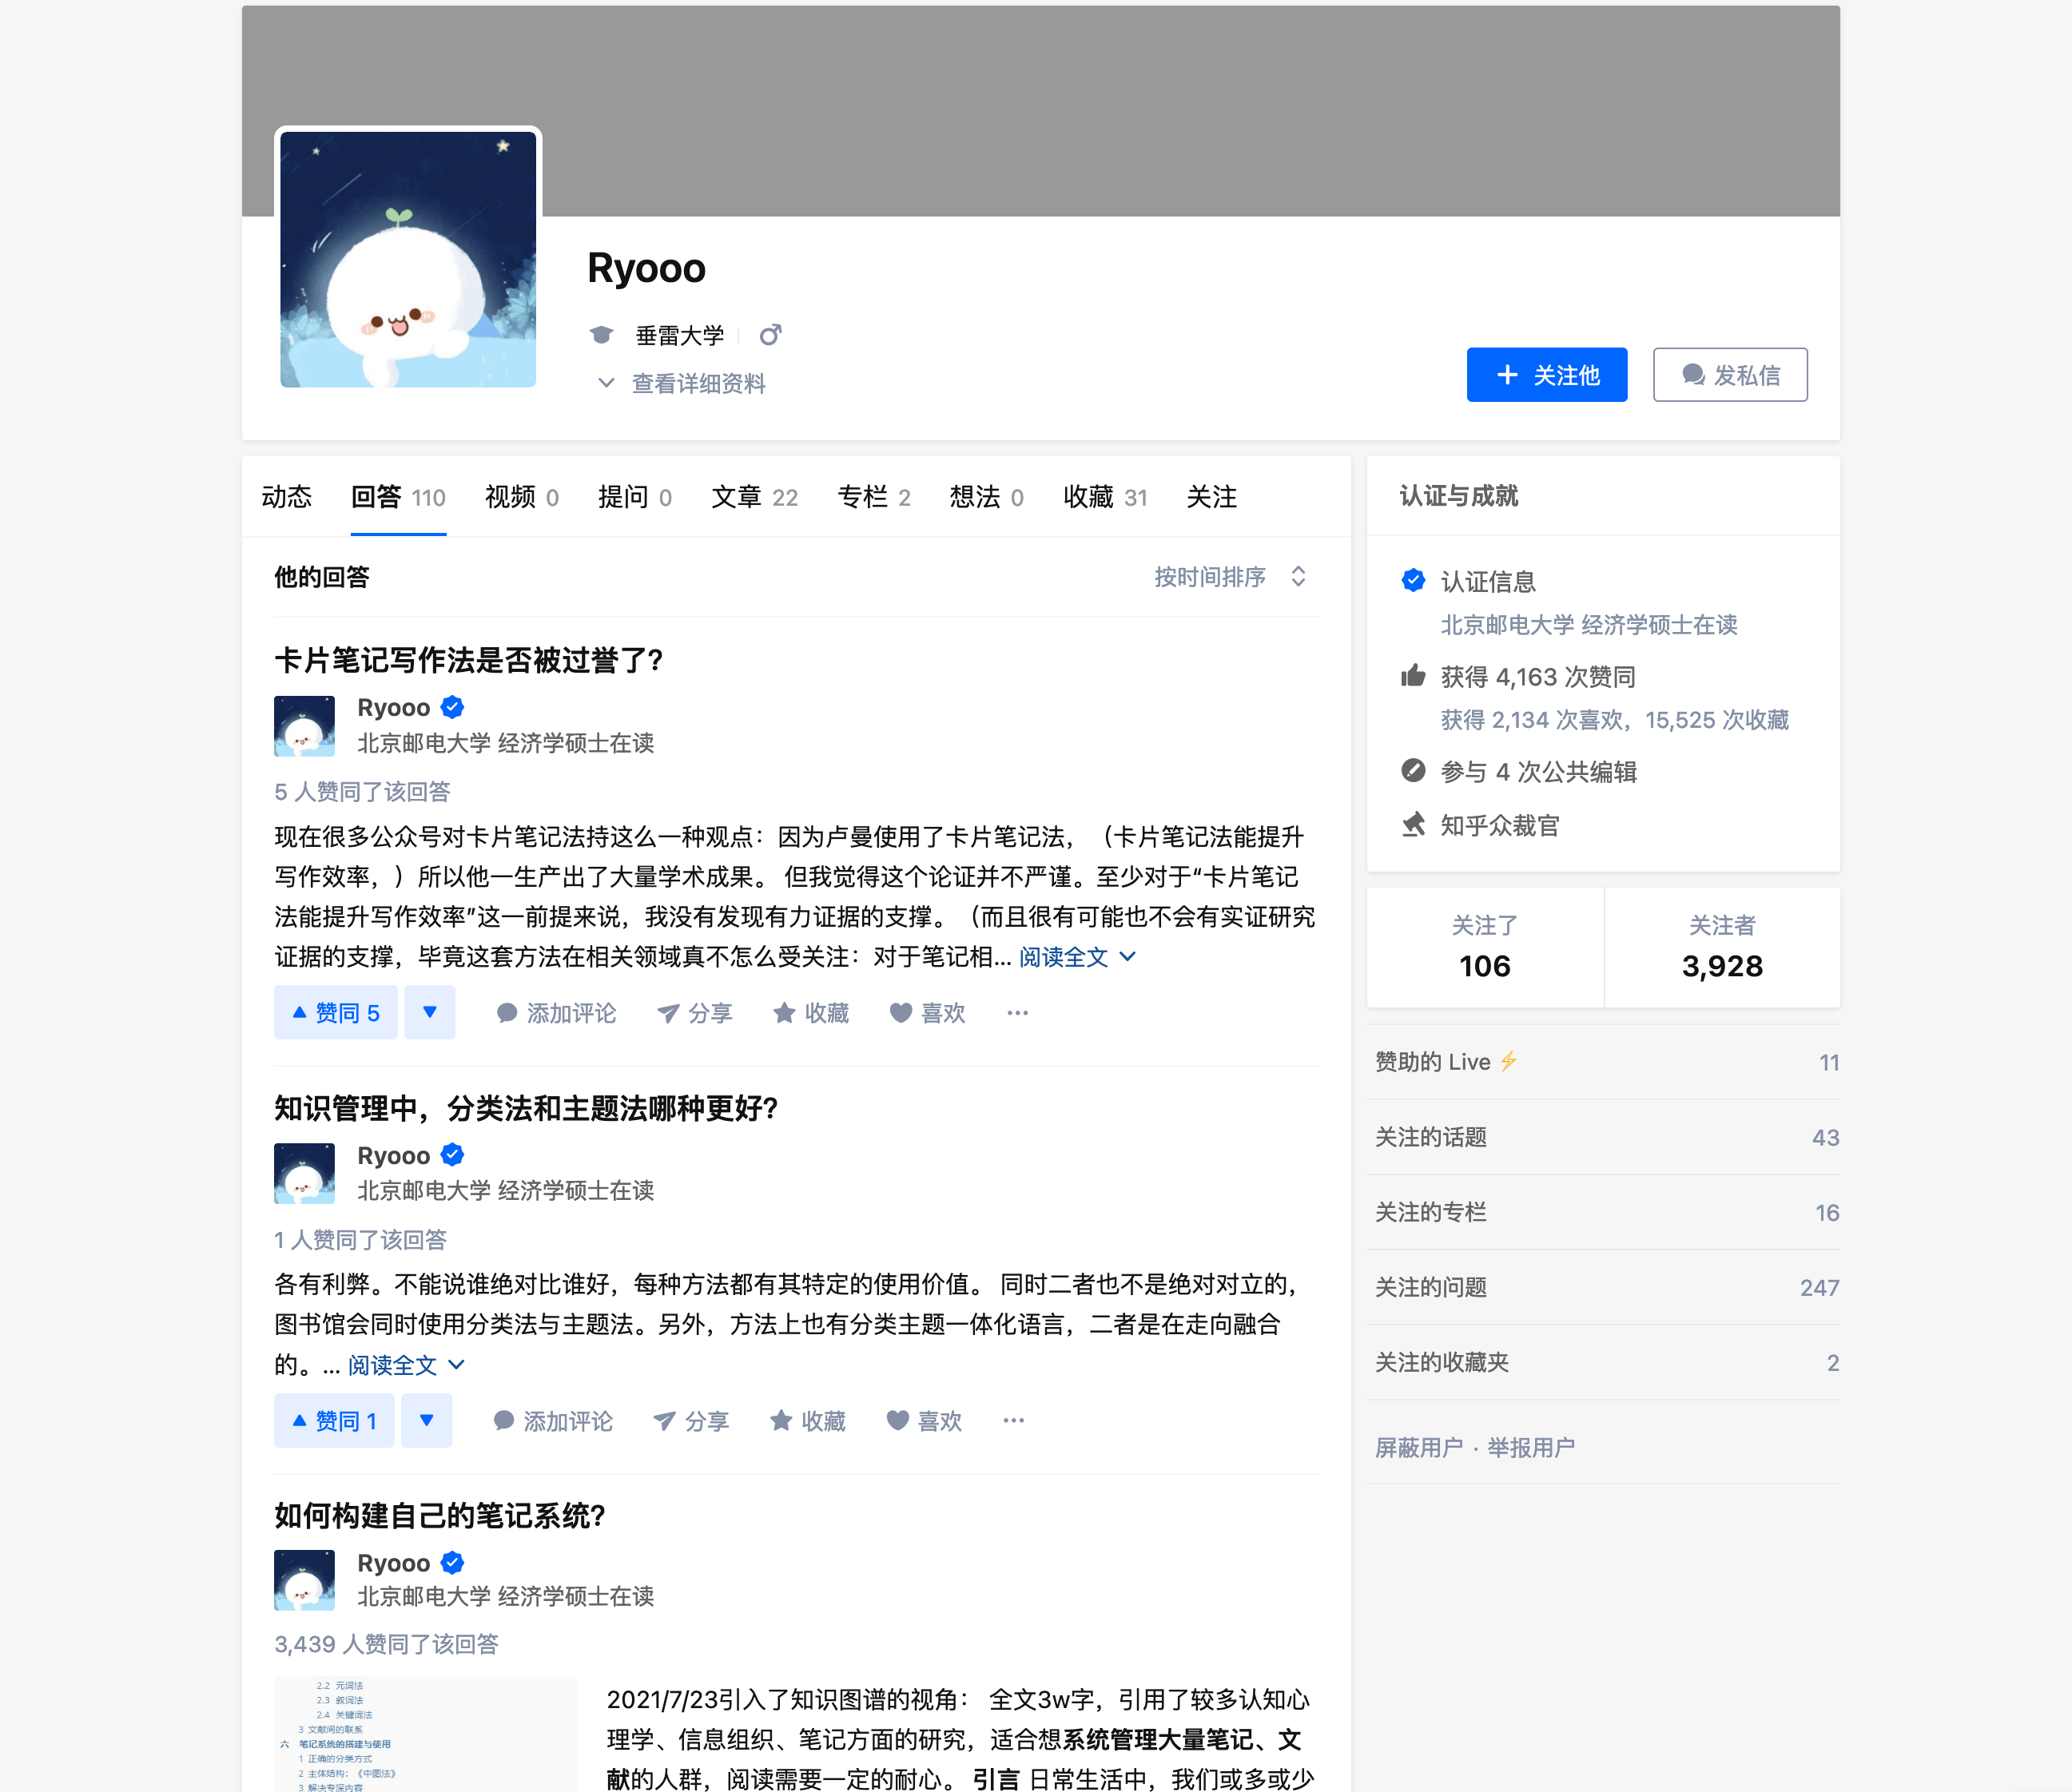 Ryooo
垂雷大学
查看详细资料
关注他
发私信
动态 回答 110 视频 0 提问 0 文章 22 专栏 2 想法 0 收藏 31 关注
他的回答
按时间排序
卡片笔记写作法是否被过誉了?
Ryooo
北京邮电大学 经济学硕士在读
5 人赞同了该回答
现在很多公众号对卡片笔记法持这么一种观点：因为卢曼使用了卡片笔记法，（卡片笔记法能提升
写作效率，）所以他一生产出了大量学术成果。 但我觉得这个论证并不严谨。至少对于“卡片笔记
法能提升写作效率”这一前提来说，我没有发现有力证据的支撑。（而且很有可能也不会有实证研究
证据的支撑，毕竟这套方法在相关领域真不怎么受关注：对于笔记相... 阅读全文
赞同 5 添加评论 分享 收藏 喜欢 ...
知识管理中，分类法和主题法哪种更好?
Ryooo
北京邮电大学 经济学硕士在读
1 人赞同了该回答
各有利弊。不能说谁绝对比谁好，每种方法都有其特定的使用价值。 同时二者也不是绝对对立的，
图书馆会同时使用分类法与主题法。另外，方法上也有分类主题一体化语言，二者是在走向融合
的。... 阅读全文
赞同 1 添加评论 分享 收藏 喜欢 ...
如何构建自己的笔记系统?
Ryooo
北京邮电大学 经济学硕士在读
3,439 人赞同了该回答
2.2 元词法
2.3 叙词法
2.4 关键词法
3 文献间的联系
六 笔记系统的搭建与使用
1 正确的分类方式
2 主体结构：《中图法》
3 解决专深内容
2021/7/23引入了知识图谱的视角： 全文3w字，引用了较多认知心
理学、信息组织、笔记方面的研究，适合想系统管理大量笔记、文
献的人群，阅读需要一定的耐心。 引言 日常生活中，我们或多或少
认证与成就
认证信息
北京邮电大学 经济学硕士在读
获得 4,163 次赞同
获得 2,134 次喜欢，15,525 次收藏
参与 4 次公共编辑
知乎众裁官
关注了
106
关注者
3,928
赞助的 Live 11
关注的话题 43
关注的专栏 16
关注的问题 247
关注的收藏夹 2
屏蔽用户 · 举报用户